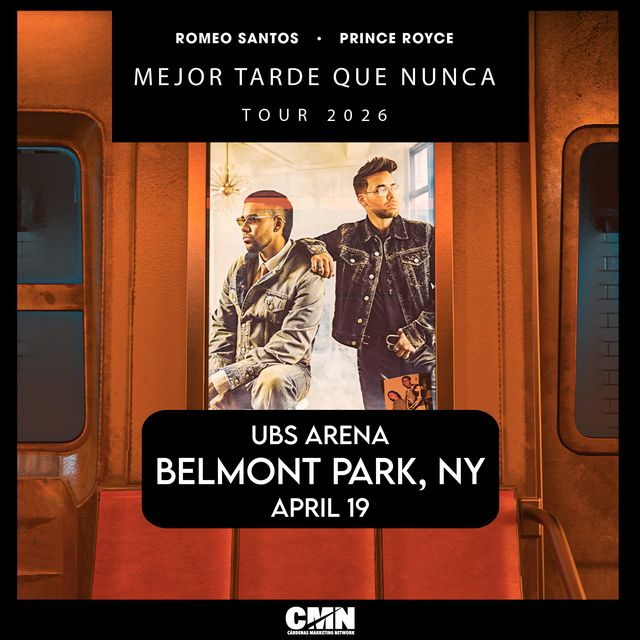 ROMEO SANTOS • PRINCE ROYCE
MEJOR TARDE QUE NUNCA
TOUR 2026
UBS ARENA
BELMONT PARK, NY
APRIL 19
CMN
CÁRDENAS MARKETING NETWORK